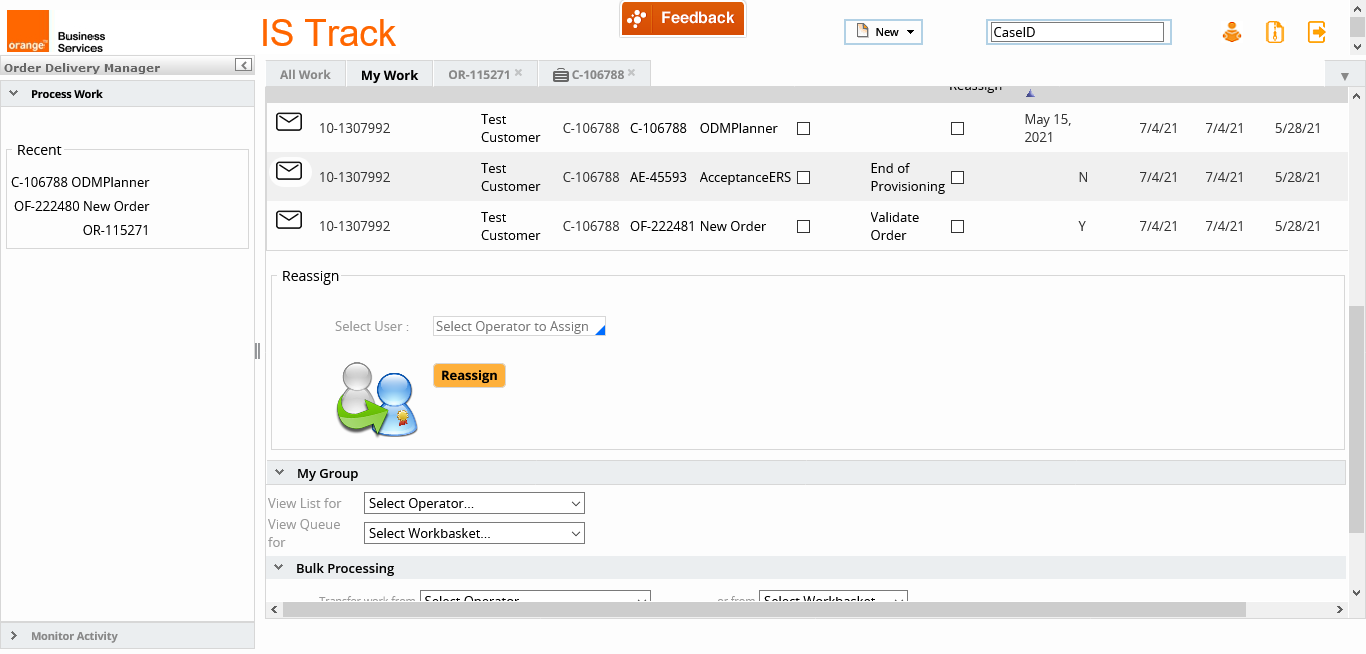 orange™ Business Services
IS Track
Feedback
New
CaseID
Order Delivery Manager
All Work
My Work
OR-115271 ×
C-106788 ×
Process Work
Recent
C-106788 ODMPlanner
OF-222480 New Order
OR-115271
Monitor Activity
Reassign
10-1307992 Test Customer C-106788 C-106788 ODMPlanner May 15, 2021 7/4/21 7/4/21 5/28/21
10-1307992 Test Customer C-106788 AE-45593 AcceptanceERS End of Provisioning N 7/4/21 7/4/21 5/28/21
10-1307992 Test Customer C-106788 OF-222481 New Order Validate Order Y 7/4/21 7/4/21 5/28/21
Reassign
Select User : Select Operator to Assign
Reassign
My Group
View List for Select Operator...
View Queue for Select Workbasket...
Bulk Processing
Transfer work from Select Operator... or from Select Workbasket...